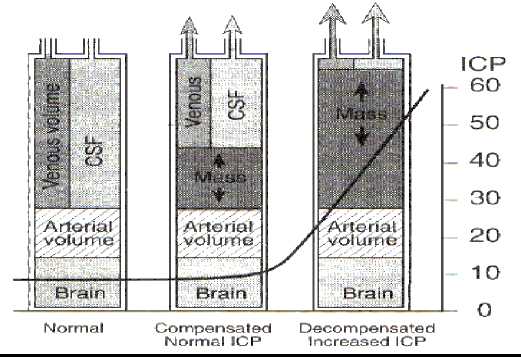 Venous volume
CSF
Arterial
volume
Brain
Normal
Venous
CSF
Mass
Arterial
volume
Brain
Compensated
Normal ICP
Mass
Arterial
volume
Brain
Decompensated
Increased ICP
ICP
60
50
40
30
20
10
0